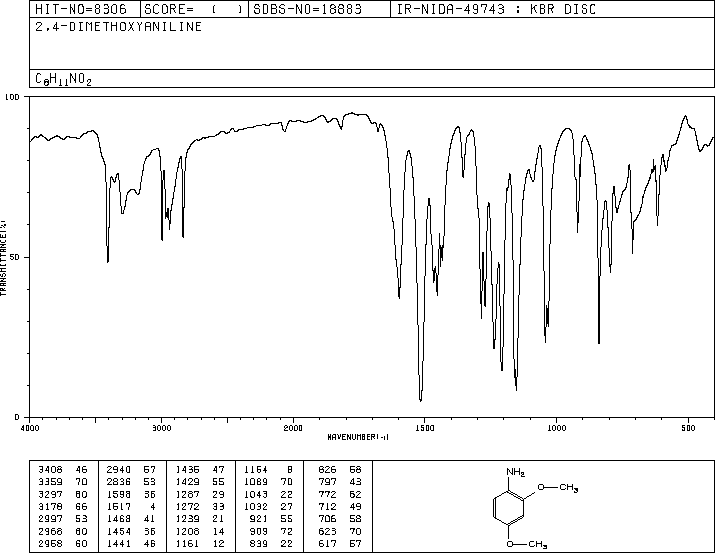 HIT-NO=8306 SCORE= ( ) SDBS-NO=18883 IR-NIDA-49743 : KBR DISC
2,4-DIMETHOXYANILINE
C8H11NO2
100
50
0
TRANSMITTANCE(%)
4000 3000 2000 1500 1000 500
WAVENUMBER(-1)
3408 46 2940 57 1436 47 1154 8 826 58
3359 70 2836 53 1429 55 1089 70 797 43
3297 60 1598 36 1287 29 1043 22 772 62
3178 66 1517 4 1272 33 1032 27 712 49
2997 53 1468 41 1239 21 921 55 706 58
2968 60 1454 36 1208 14 909 72 623 70
2958 60 1441 46 1161 12 839 22 617 57
NH2
O CH3
O CH3